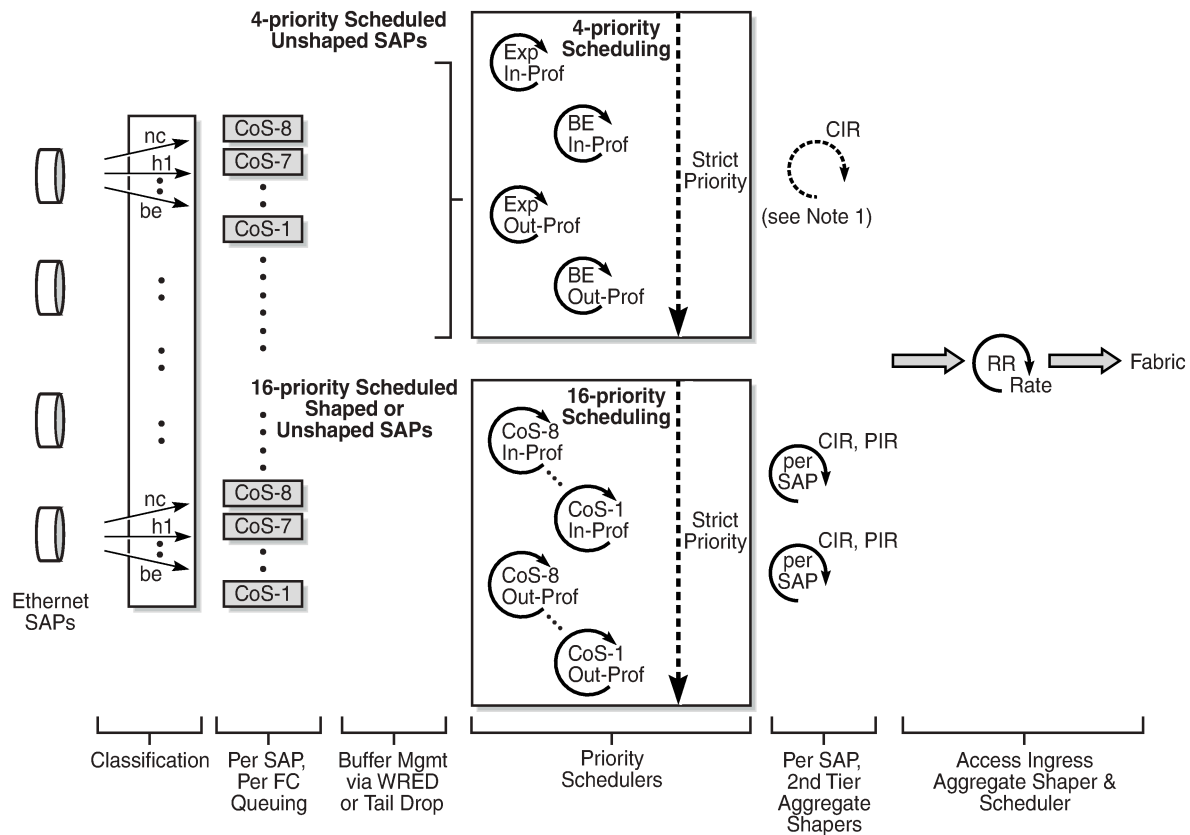 4-priority Scheduled
Unshaped SAPs
4-priority
Scheduling
Exp
In-Prof
BE
In-Prof
Exp
Out-Prof
BE
Out-Prof
Strict
Priority
CIR
(see Note 1)
nc
h1
be
CoS-8
CoS-7
CoS-1
RR
Rate
Fabric
16-priority Scheduled
Shaped or
Unshaped SAPs
16-priority
Scheduling
CoS-8
In-Prof
CoS-1
In-Prof
CoS-8
Out-Prof
CoS-1
Out-Prof
Strict
Priority
CIR, PIR
per
SAP
CIR, PIR
per
SAP
nc
h1
be
CoS-8
CoS-7
CoS-1
Ethernet
SAPs
Classification
Per SAP,
Per FC
Queuing
Buffer Mgmt
via WRED
or Tail Drop
Priority
Schedulers
Per SAP,
2nd Tier
Aggregate
Shapers
Access Ingress
Aggregate Shaper &
Scheduler